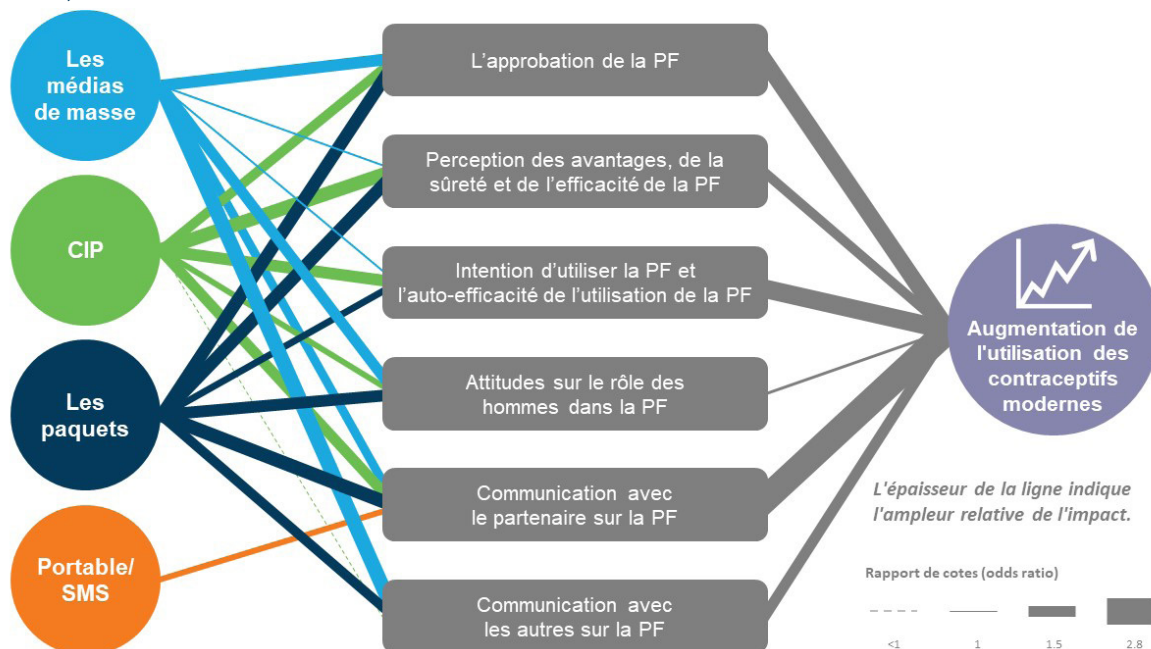 Les
médias
de masse
CIP
Les
paquets
Portable/
SMS
L'approbation de la PF
Perception des avantages, de la
sûreté et de l'efficacité de la PF
Intention d'utiliser la PF et
l'auto-efficacité de l'utilisation de la PF
Attitudes sur le rôle des
hommes dans la PF
Communication avec
le partenaire sur la PF
Communication avec
les autres sur la PF
Augmentation de
l'utilisation des
contraceptifs
modernes
L'épaisseur de la ligne indique
l'ampleur relative de l'impact.
Rapport de cotes (odds ratio)
<1 1 1.5 2.8